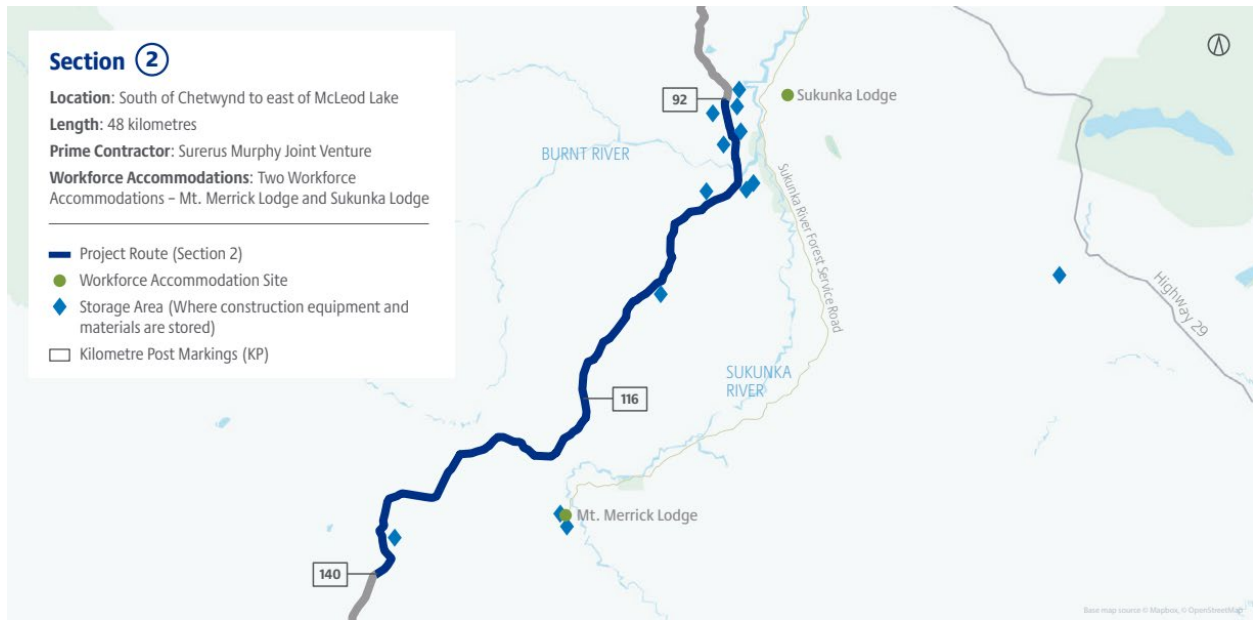 Section 2
Location: South of Chetwynd to east of McLeod Lake
Length: 48 kilometres
Prime Contractor: Surerus Murphy Joint Venture
Workforce Accommodations: Two Workforce
Accommodations – Mt. Merrick Lodge and Sukunka Lodge
Project Route (Section 2)
Workforce Accommodation Site
Storage Area (Where construction equipment and
materials are stored)
Kilometre Post Markings (KP)
92
Sukunka Lodge
BURNT RIVER
Sukunka River Forest Service Road
Highway 29
SUKUNKA
RIVER
116
Mt. Merrick Lodge
140
Base map source © Mapbox, © OpenStreetMap